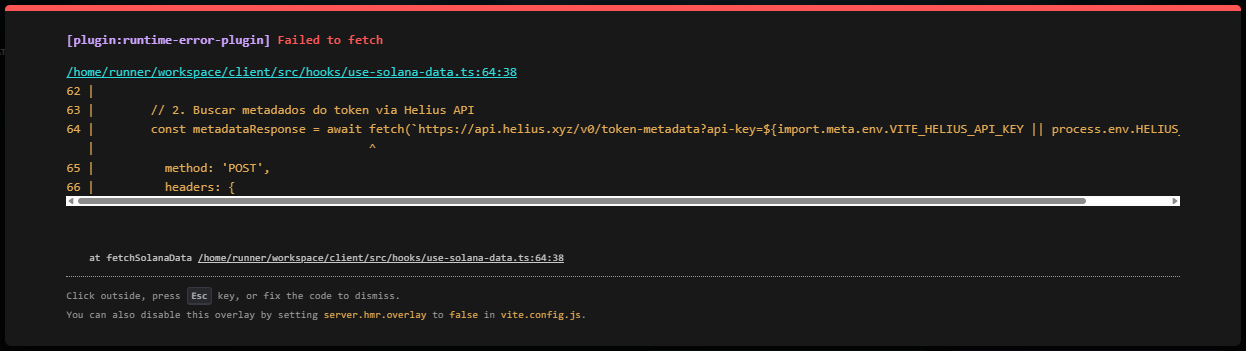 [plugin:runtime-error-plugin] Failed to fetch
/home/runner/workspace/client/src/hooks/use-solana-data.ts:64:38
62 |
63 |        // 2. Buscar metadados do token via Helius API
64 |        const metadataResponse = await fetch(`https://api.helius.xyz/v0/token-metadata?api-key=${import.meta.env.VITE_HELIUS_API_KEY || process.env.HELIUS_
   |                                       ^
65 |          method: 'POST',
66 |          headers: {
at fetchSolanaData /home/runner/workspace/client/src/hooks/use-solana-data.ts:64:38
Click outside, press Esc key, or fix the code to dismiss.
You can also disable this overlay by setting server.hmr.overlay to false in vite.config.js.